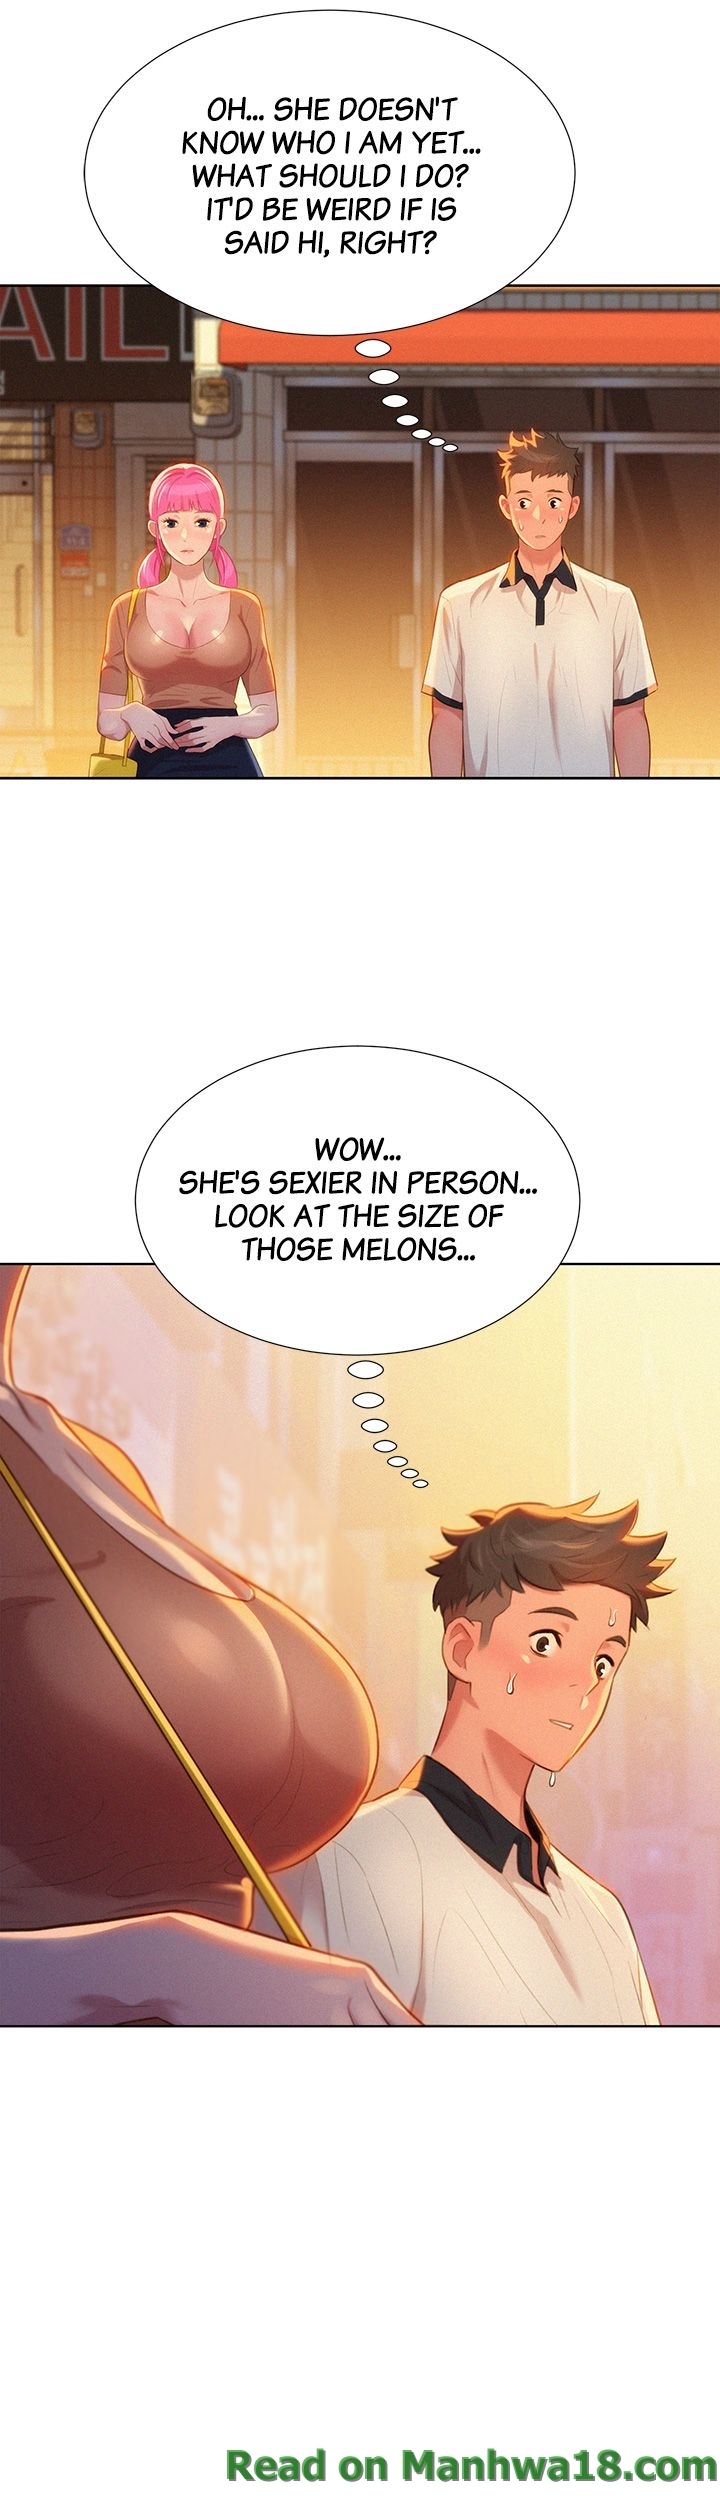 OH... SHE DOESN'T
KNOW WHO I AM YET...
WHAT SHOULD I DO?
IT'D BE WEIRD IF IS
SAID HI, RIGHT?
AIL
WOW...
SHE'S SEXIER IN PERSON...
LOOK AT THE SIZE OF
THOSE MELONS...
Read on Manhwa18.com